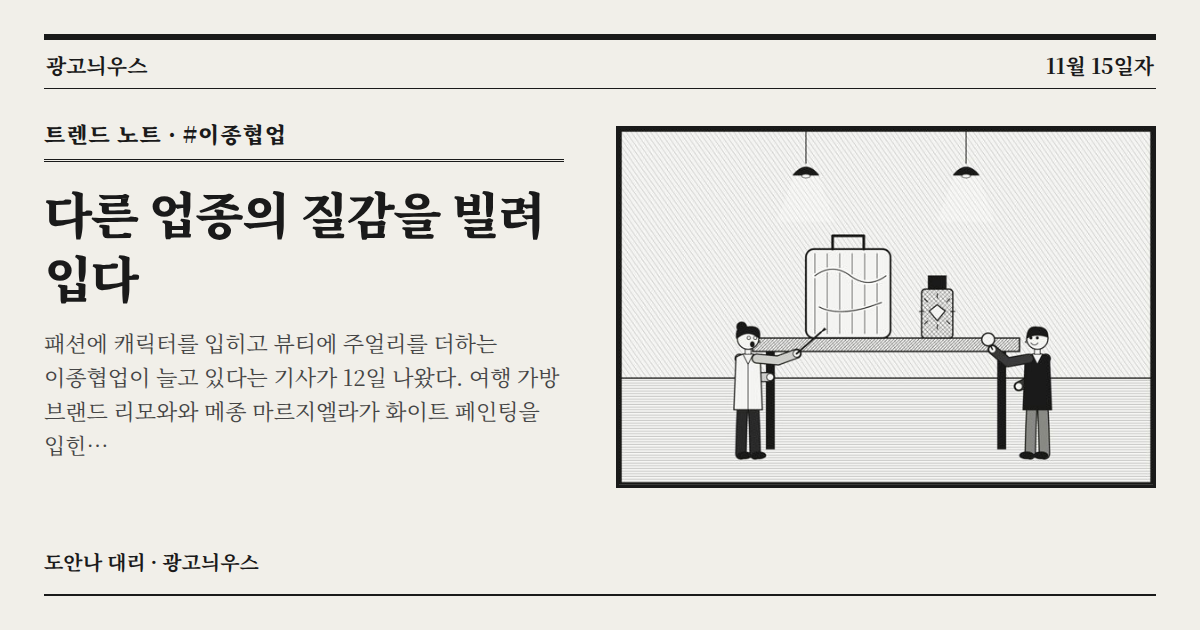 광고늬우스
11월 15일자
트렌드 노트 · #이종협업
다른 업종의 질감을 빌려
입다
패션에 캐릭터를 입히고 뷰티에 주얼리를 더하는
이종협업이 늘고 있다는 기사가 12일 나왔다. 여행 가방
브랜드 리모와와 메종 마르지엘라가 화이트 페인팅을
입힌…
도안나 대리 · 광고늬우스